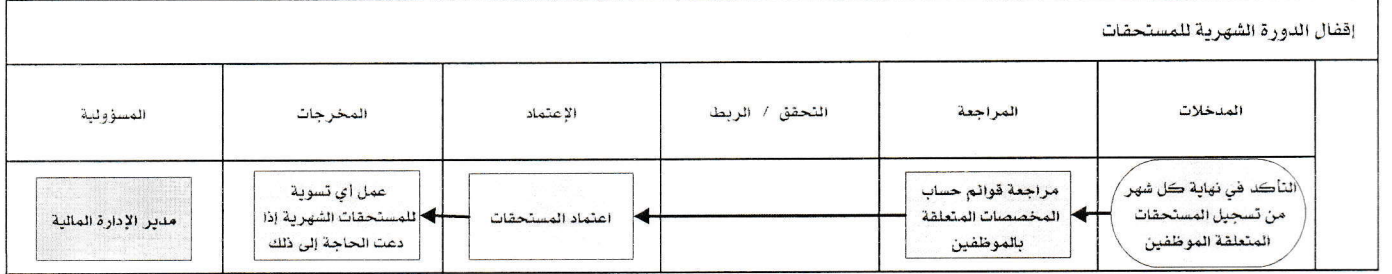 إقفال الدورة الشهرية للمستحقات
المدخلات
المراجعة
التحقق / الربط
الإعتماد
المخرجات
المسؤولية
التأكد في نهاية كل شهر
من تسجيل المستحقات
المتعلقة الموظفين
مراجعة قوائم حساب
المخصصات المتعلقة
بالموظفين
اعتماد المستحقات
عمل أي تسوية
للمستحقات الشهرية إذا
دعت الحاجة إلى ذلك
مدير الإدارة المالية